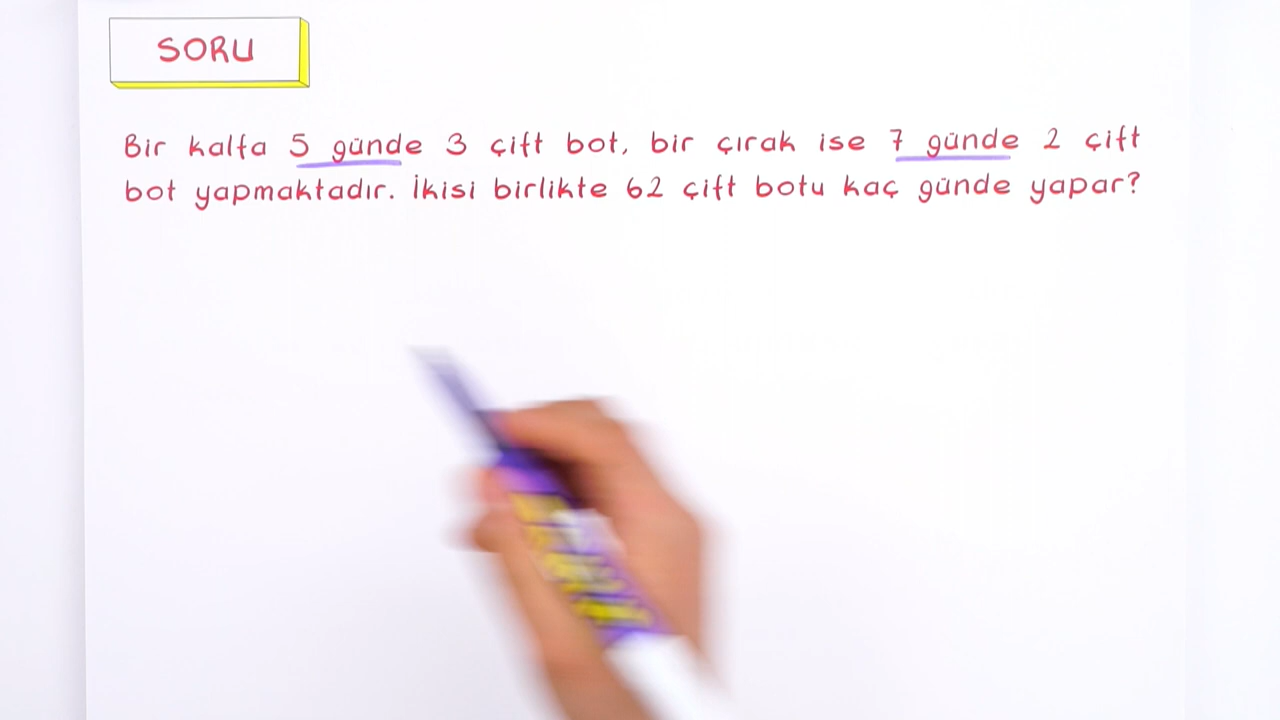 SORU
Bir kalfa 5 günde 3 çift bot, bir çırak ise 7 günde 2 çift
bot yapmaktadır. İkisi birlikte 62 çift botu kaç günde yapar?